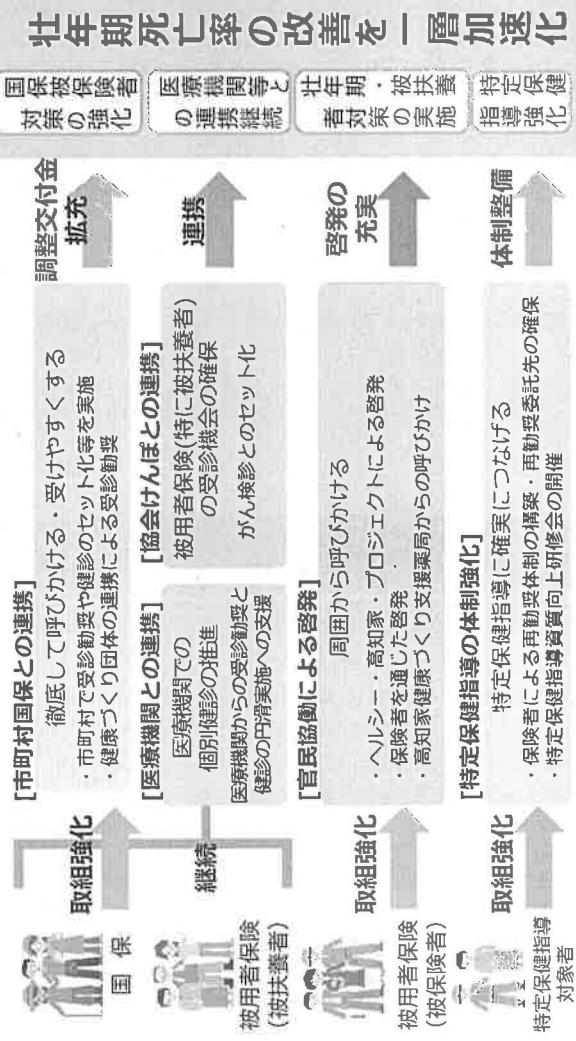 国保
取組強化
[市町村国保との連携]
徹底して呼びかける・受けやすくする
・市町村で受診勧奨や健診のセット化等を実施
・健康づくり団体の連携による受診勧奨
調整交付金
拡充
国保被保険者
対策の強化
被用者保険
(被扶養者)
継続
[医療機関との連携]
医療機関での
個別健診の推進
医療機関からの受診勧奨と
健診の円滑実施への支援
[協会けんぽとの連携]
被用者保険(特に被扶養者)
の受診機会の確保
がん検診とのセット化
連携
医療機関等と
の連携継続
被用者保険
(被保険者)
取組強化
[官民協働による啓発]
周囲から呼びかける
・ヘルシー・高知家・プロジェクトによる啓発
・保険者を通じた啓発
・高知家健康づくり支援薬局からの呼びかけ
啓発の
充実
壮年期・被扶養
者対策の実施
特定保健指導
対象者
取組強化
[特定保健指導の体制強化]
特定保健指導に確実につなげる
・保険者による再勧奨体制の構築・再勧奨委託先の確保
・特定保健指導資質向上研修会の開催
体制整備
特定保健
指導強化
壮年期死亡率の改善を一層加速化